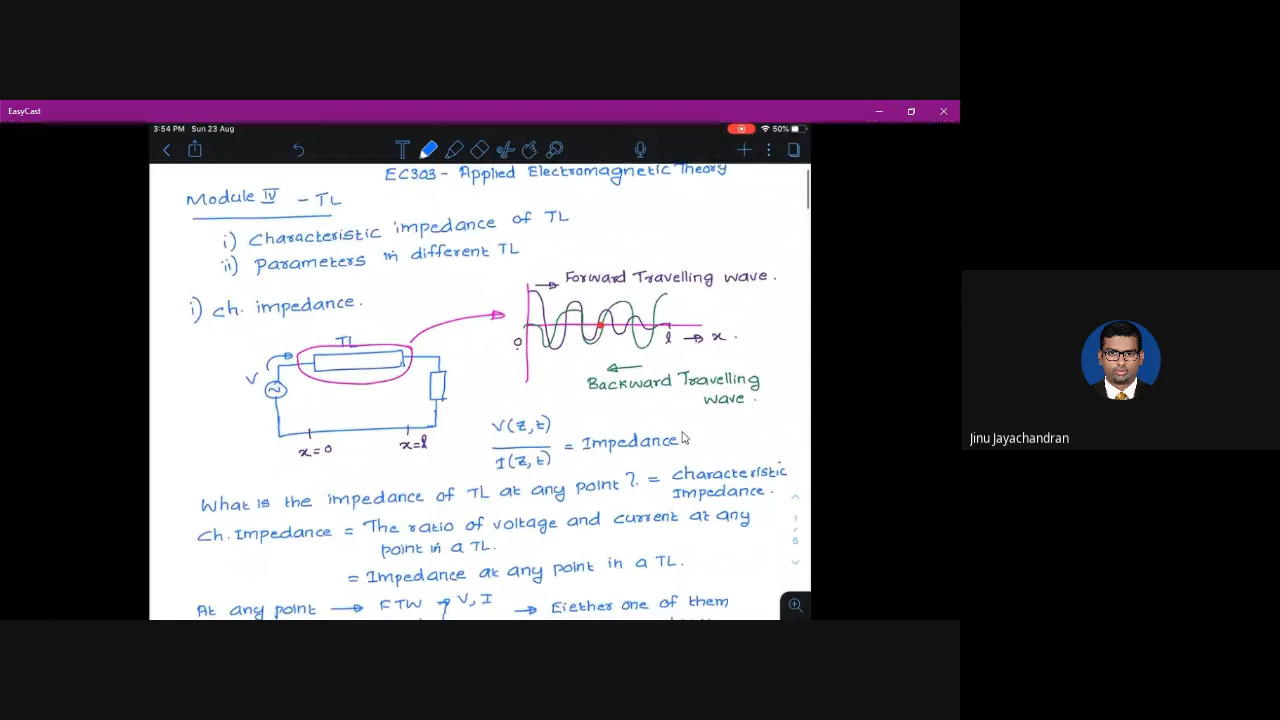 EasyCast
3:54 PM Sun 23 Aug
50%
EC303 - Applied Electromagnetic Theory
Module IV - TL
i) Characteristic impedance of TL
ii) Parameters in different TL
i) Ch. impedance.
Forward Travelling wave.
TL
V
0
l → x.
x=0
x=l
Backward Travelling
wave.
V(z,t)
I(z,t)
= Impedance
What is the impedance of TL at any point? = characteristic
Impedance.
Ch. Impedance = The ratio of voltage and current at any
point in a TL.
= Impedance at any point in a TL.
At any point → FTW → V, I → Eiether one of them
1
6
Jinu Jayachandran